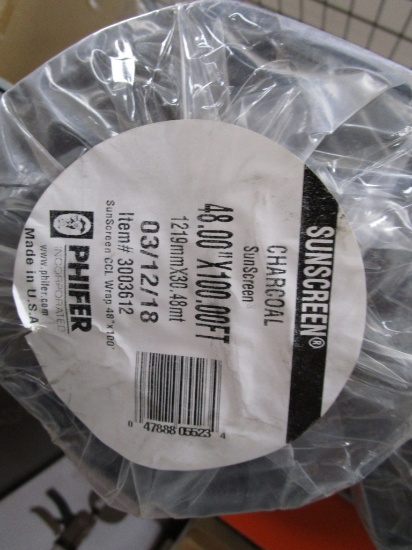 SUNSCREEN®
CHARCOAL
SunScreen®
48.00"X100.00FT
1219mmX30.48mt
03/12/18
Item# 3003612
SunScreen CGL Wrap 48"x100'
0 47888 05523 4
PHIFER
INCORPORATED
www.phifer.com
Made in U.S.A.